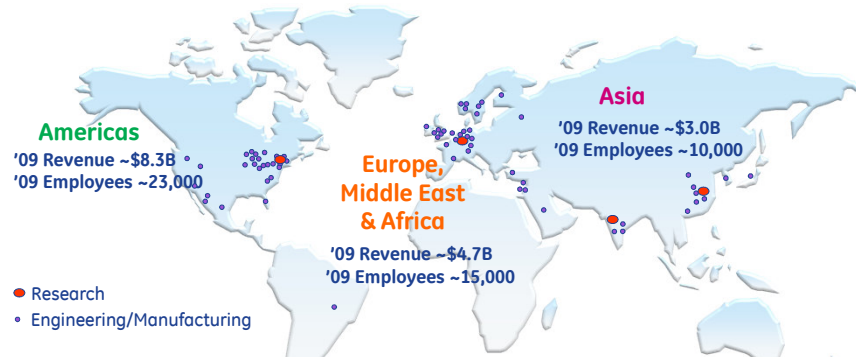 Americas
'09 Revenue ~$8.3B
'09 Employees ~23,000
Europe,
Middle East
& Africa
'09 Revenue ~$4.7B
'09 Employees ~15,000
Asia
'09 Revenue ~$3.0B
'09 Employees ~10,000
Research
Engineering/Manufacturing